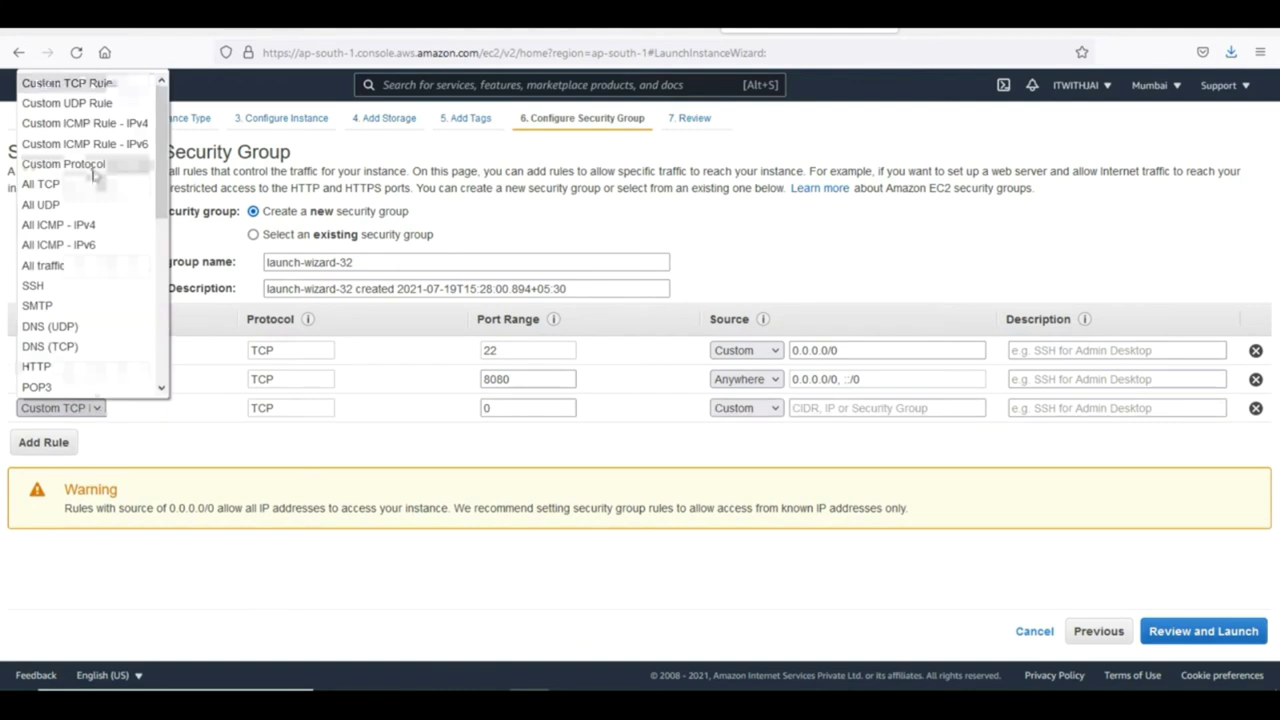 https://ap-south-1.console.aws.amazon.com/ec2/v2/home?region=ap-south-1#LaunchInstanceWizard:
Search for services, features, marketplace products, and docs [Alt+S] ITWITHJAI Mumbai Support
nce Type 3. Configure Instance 4. Add Storage 5. Add Tags 6. Configure Security Group 7. Review
Security Group
all rules that control the traffic for your instance. On this page, you can add rules to allow specific traffic to reach your instance. For example, if you want to set up a web server and allow Internet traffic to reach your
restricted access to the HTTP and HTTPS ports. You can create a new security group or select from an existing one below. Learn more about Amazon EC2 security groups.
Custom TCP Rule
Custom UDP Rule
Custom ICMP Rule - IPv4
Custom ICMP Rule - IPv6
Custom Protocol
All TCP
All UDP
All ICMP - IPv4
All ICMP - IPv6
All traffic
SSH
SMTP
DNS (UDP)
DNS (TCP)
HTTP
POP3
curity group: Create a new security group
Select an existing security group
group name: launch-wizard-32
Description: launch-wizard-32 created 2021-07-19T15:28:00.894+05:30
Protocol Port Range Source Description
TCP 22 Custom 0.0.0.0/0 e.g. SSH for Admin Desktop
TCP 8080 Anywhere 0.0.0.0/0, ::/0 e.g. SSH for Admin Desktop
Custom TCP TCP 0 Custom CIDR, IP or Security Group e.g. SSH for Admin Desktop
Add Rule
Warning
Rules with source of 0.0.0.0/0 allow all IP addresses to access your instance. We recommend setting security group rules to allow access from known IP addresses only.
Cancel Previous Review and Launch
Feedback English (US) © 2008 - 2021, Amazon Internet Services Private Ltd. or its affiliates. All rights reserved. Privacy Policy Terms of Use Cookie preferences